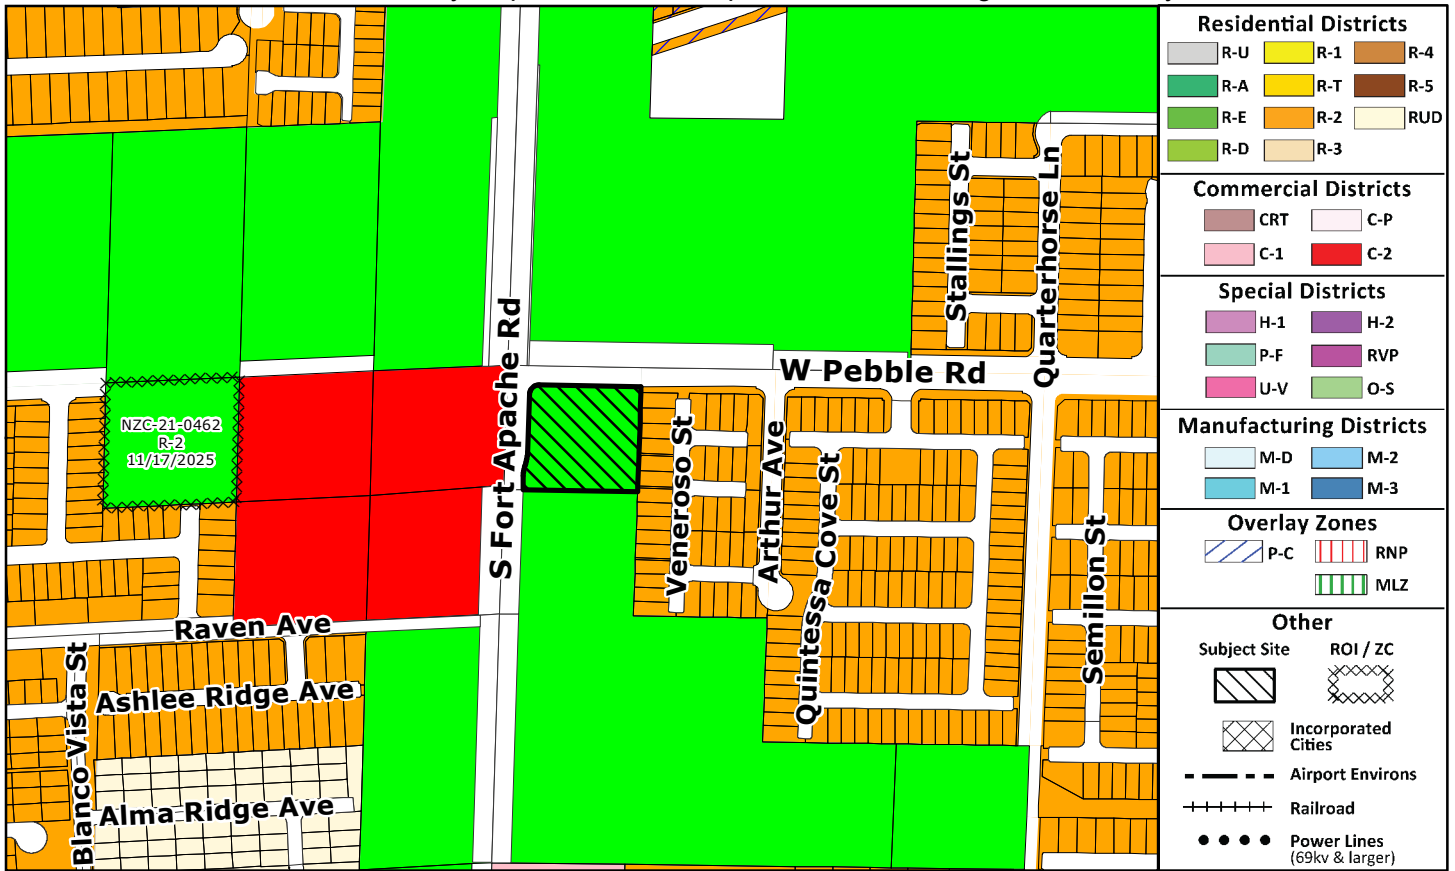 S Fort Apache Rd
W Pebble Rd
Stallings St
Quarterhorse Ln
NZC-21-0462
R-2
11/17/2025
Veneroso St
Arthur Ave
Quintessa Cove St
Semillon St
Raven Ave
Blanco Vista St
Ashlee Ridge Ave
Alma Ridge Ave
Residential Districts
R-U
R-1
R-4
R-A
R-T
R-5
R-E
R-2
RUD
R-D
R-3
Commercial Districts
CRT
C-P
C-1
C-2
Special Districts
H-1
H-2
P-F
RVP
U-V
O-S
Manufacturing Districts
M-D
M-2
M-1
M-3
Overlay Zones
P-C
RNP
MLZ
Other
Subject Site
ROI / ZC
Incorporated
Cities
Airport Environs
Railroad
Power Lines
(69kv & larger)